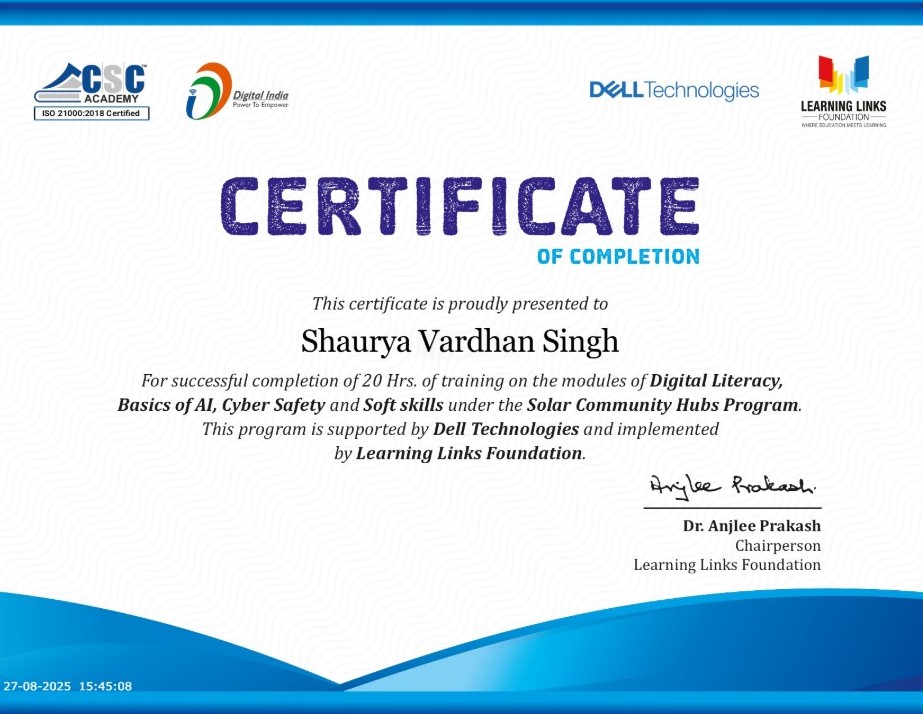 CSC™
ACADEMY
ISO 21000:2018 Certified
Digital India
Power To Empower
DELL Technologies
LEARNING LINKS
FOUNDATION
WHERE EDUCATION MEETS LEARNING
CERTIFICATE
OF COMPLETION
This certificate is proudly presented to
Shaurya Vardhan Singh
For successful completion of 20 Hrs. of training on the modules of Digital Literacy,
Basics of AI, Cyber Safety and Soft skills under the Solar Community Hubs Program.
This program is supported by Dell Technologies and implemented
by Learning Links Foundation.
Anjlee Prakash.
Dr. Anjlee Prakash
Chairperson
Learning Links Foundation
27-08-2025 15:45:08